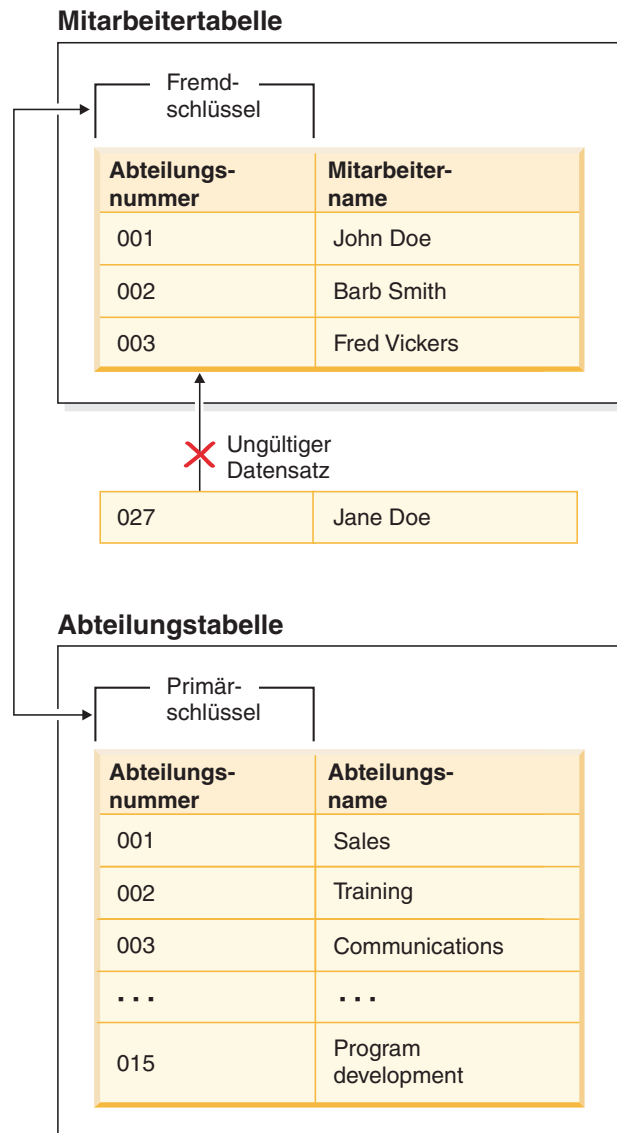 Mitarbeitertabelle
Fremd-
schlüssel
Abteilungs-
nummer
Mitarbeiter-
name
001
John Doe
002
Barb Smith
003
Fred Vickers
Ungültiger
Datensatz
027
Jane Doe
Abteilungstabelle
Primär-
schlüssel
Abteilungs-
nummer
Abteilungs-
name
001
Sales
002
Training
003
Communications
. . .
. . .
015
Program
development